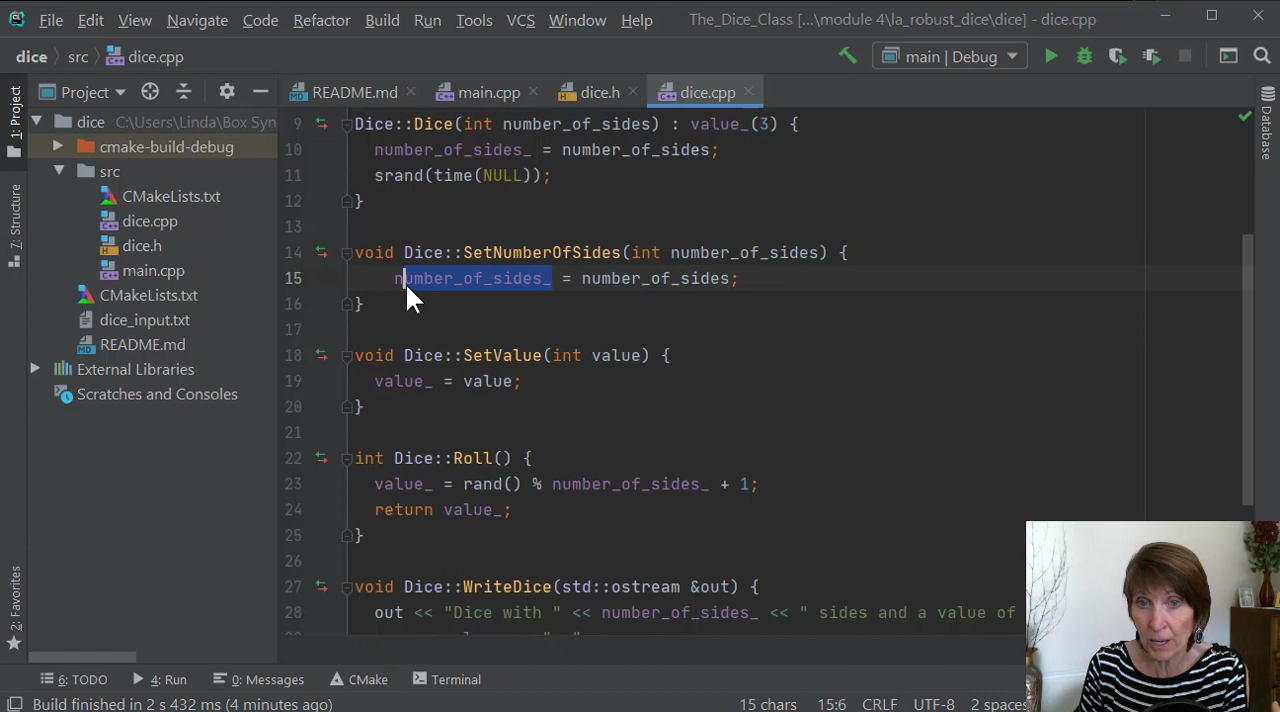 File Edit View Navigate Code Refactor Build Run Tools VCS Window Help The_Dice_Class [...\module 4\la_robust_dice\dice] - dice.cpp
dice src dice.cpp main | Debug
Project README.md main.cpp dice.h dice.cpp
1: Project
7: Structure
2: Favorites
Database
dice C:\Users\Linda\Box Syn
cmake-build-debug
src
CMakeLists.txt
dice.cpp
dice.h
main.cpp
CMakeLists.txt
dice_input.txt
README.md
External Libraries
Scratches and Consoles
9 Dice::Dice(int number_of_sides) : value_(3) {
10 number_of_sides_ = number_of_sides;
11 srand(time(NULL));
12 }
13
14 void Dice::SetNumberOfSides(int number_of_sides) {
15 number_of_sides_ = number_of_sides;
16 }
17
18 void Dice::SetValue(int value) {
19 value_ = value;
20 }
21
22 int Dice::Roll() {
23 value_ = rand() % number_of_sides_ + 1;
24 return value_;
25 }
26
27 void Dice::WriteDice(std::ostream &out) {
28 out << "Dice with " << number_of_sides_ << " sides and a value of
6: TODO 4: Run 0: Messages CMake Terminal
Build finished in 2 s 432 ms (4 minutes ago) 15 chars 15:6 CRLF UTF-8 2 spaces